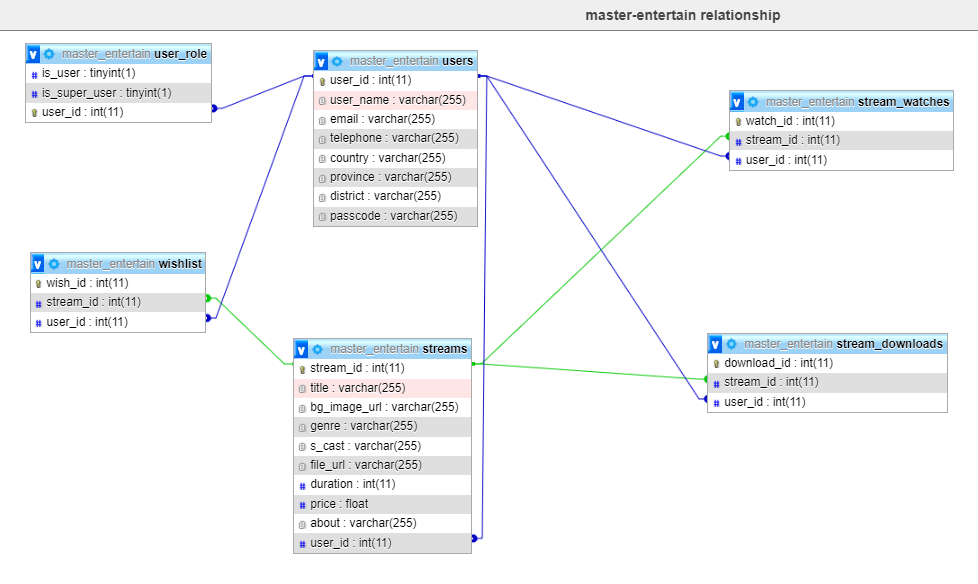 master-entertain relationship
v master_entertain user_role
# is_user : tinyint(1)
# is_super_user : tinyint(1)
user_id : int(11)
v master_entertain users
user_id : int(11)
user_name : varchar(255)
email : varchar(255)
telephone : varchar(255)
country : varchar(255)
province : varchar(255)
district : varchar(255)
passcode : varchar(255)
v master_entertain stream_watches
watch_id : int(11)
# stream_id : int(11)
# user_id : int(11)
v master_entertain wishlist
wish_id : int(11)
# stream_id : int(11)
# user_id : int(11)
v master_entertain streams
stream_id : int(11)
title : varchar(255)
bg_image_url : varchar(255)
genre : varchar(255)
s_cast : varchar(255)
file_url : varchar(255)
# duration : int(11)
# price : float
about : varchar(255)
# user_id : int(11)
v master_entertain stream_downloads
download_id : int(11)
# stream_id : int(11)
# user_id : int(11)